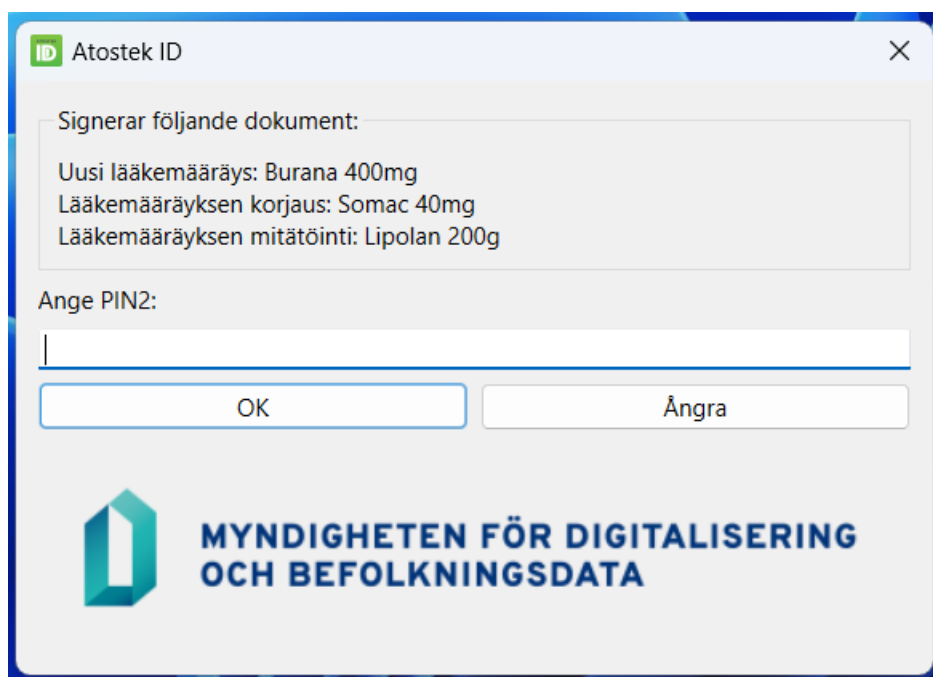 Atostek ID
Signerar följande dokument:
Uusi lääkemääräys: Burana 400mg
Lääkemääräyksen korjaus: Somac 40mg
Lääkemääräyksen mitätöinti: Lipolan 200g
Ange PIN2:
OK
Ångra
MYNDIGHETEN FÖR DIGITALISERING
OCH BEFOLKNINGSDATA